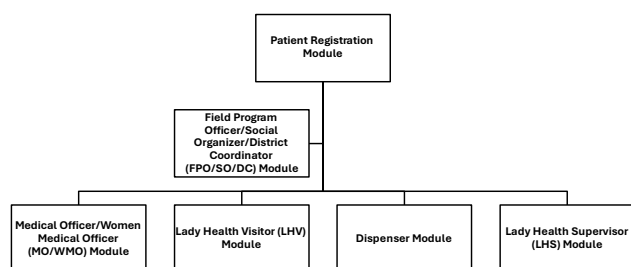 Patient Registration
Module
Field Program
Officer/Social
Organizer/District
Coordinator
(FPO/SO/DC) Module
Medical Officer/Women
Medical Officer
(MO/WMO) Module
Lady Health Visitor (LHV)
Module
Dispenser Module
Lady Health Supervisor
(LHS) Module